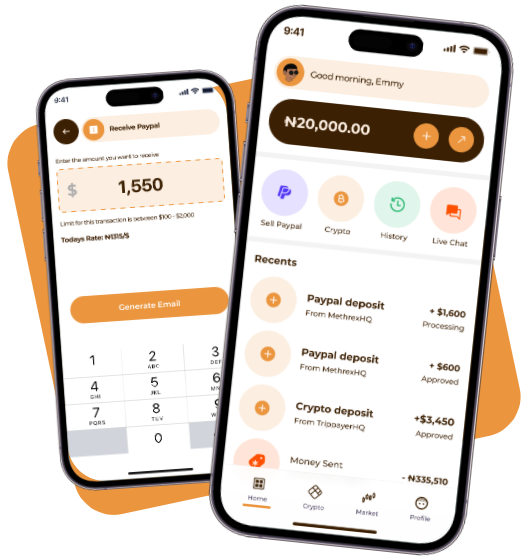 9:41
Receive Paypal
Enter the amount you want to receive
$ 1,550
Limit for this transaction is between $100 - $2,000
Todays Rate: ₦1315/$
Generate Email
1
2
3
ABC
DEF
4
5
6
GHI
JKL
7
8
PQRS
TUV
0
9:41
Good morning, Emmy
₦20,000.00
Sell Paypal
Crypto
History
Live Chat
Recents
Paypal deposit
+ $1,600
From MethrexHQ
Processing
Paypal deposit
+ $600
From MethrexHQ
Approved
Crypto deposit
+$3,450
From TrippayerHQ
Approved
Money Sent
- ₦335,510
Home
Crypto
Market
Profile